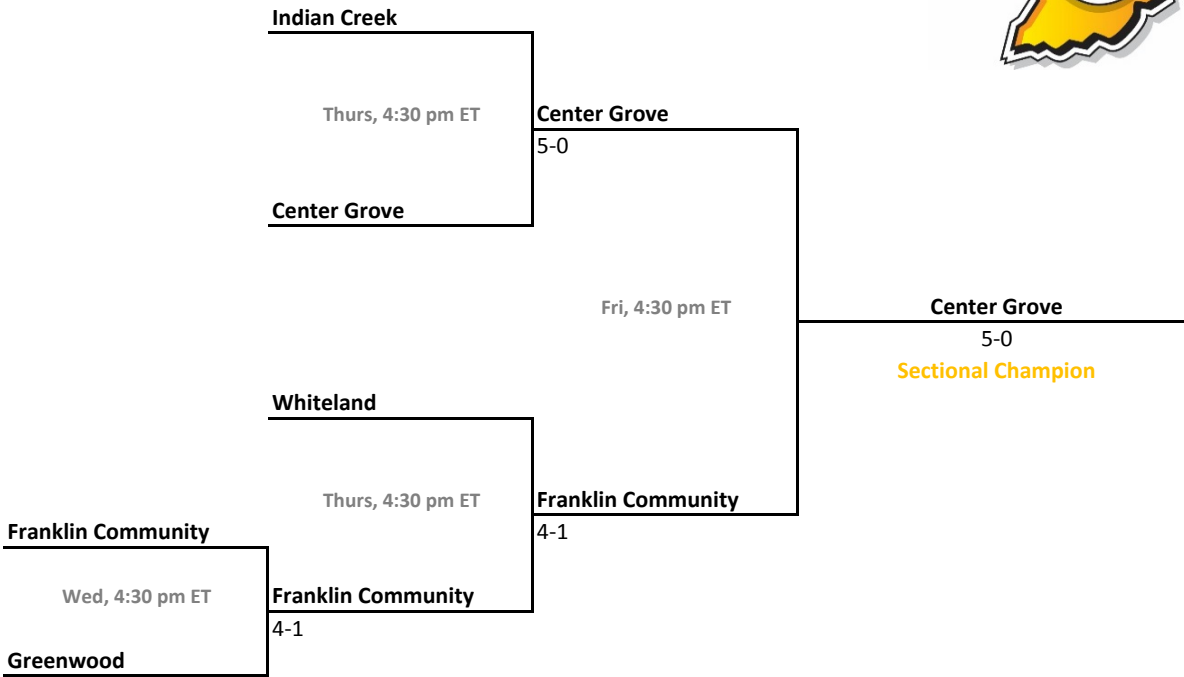 Indian Creek
Thurs, 4:30 pm ET
Center Grove
5-0
Center Grove
Fri, 4:30 pm ET
Center Grove
5-0
Sectional Champion
Whiteland
Thurs, 4:30 pm ET
Franklin Community
4-1
Franklin Community
Wed, 4:30 pm ET
Franklin Community
4-1
Greenwood